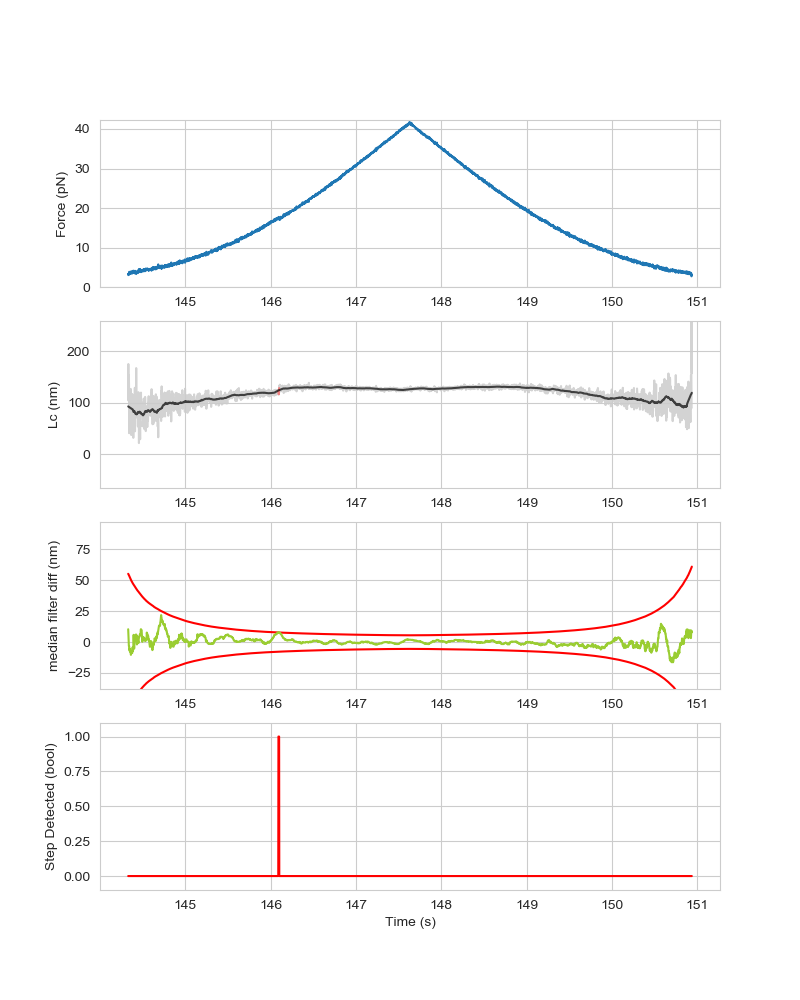 Force (pN)
40
30
20
10
0
145 146 147 148 149 150 151
Lc (nm)
200
100
0
145 146 147 148 149 150 151
median filter diff (nm)
75
50
25
0
−25
145 146 147 148 149 150 151
Step Detected (bool)
1.00
0.75
0.50
0.25
0.00
145 146 147 148 149 150 151
Time (s)